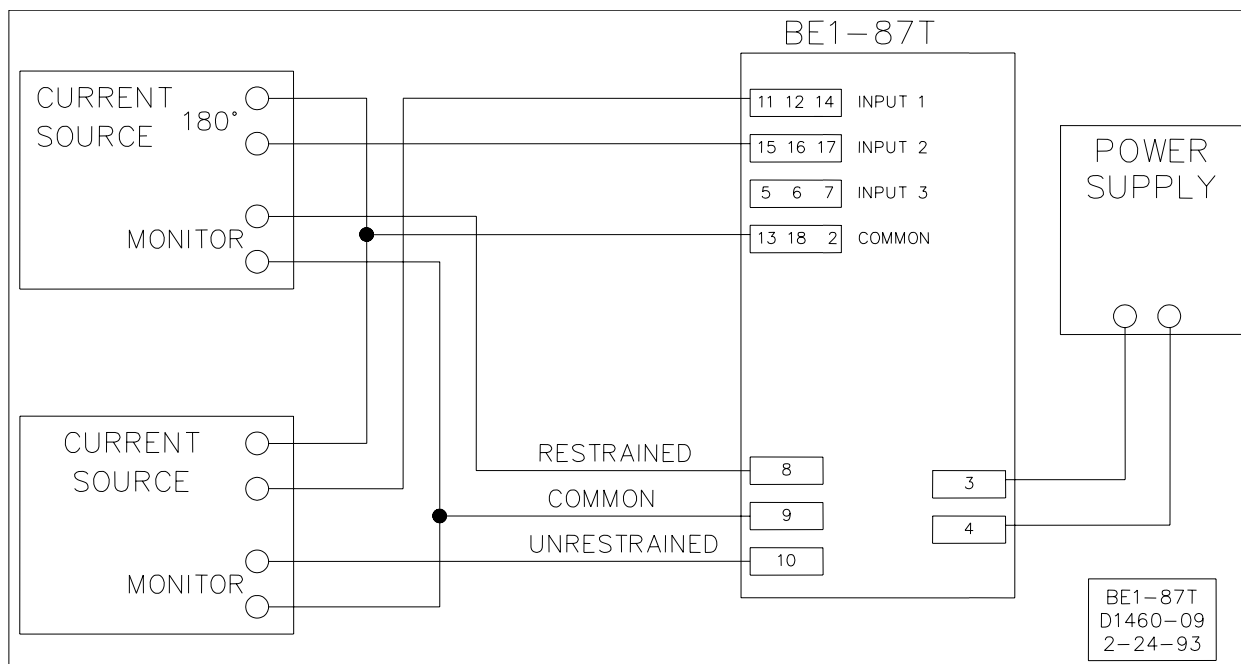 BE1-87T
CURRENT
SOURCE
180°
MONITOR
11 12 14 INPUT 1
15 16 17 INPUT 2
5 6 7 INPUT 3
13 18 2 COMMON
POWER
SUPPLY
CURRENT
SOURCE
MONITOR
RESTRAINED
8
COMMON
9
UNRESTRAINED
10
3
4
BE1-87T
D1460-09
2-24-93